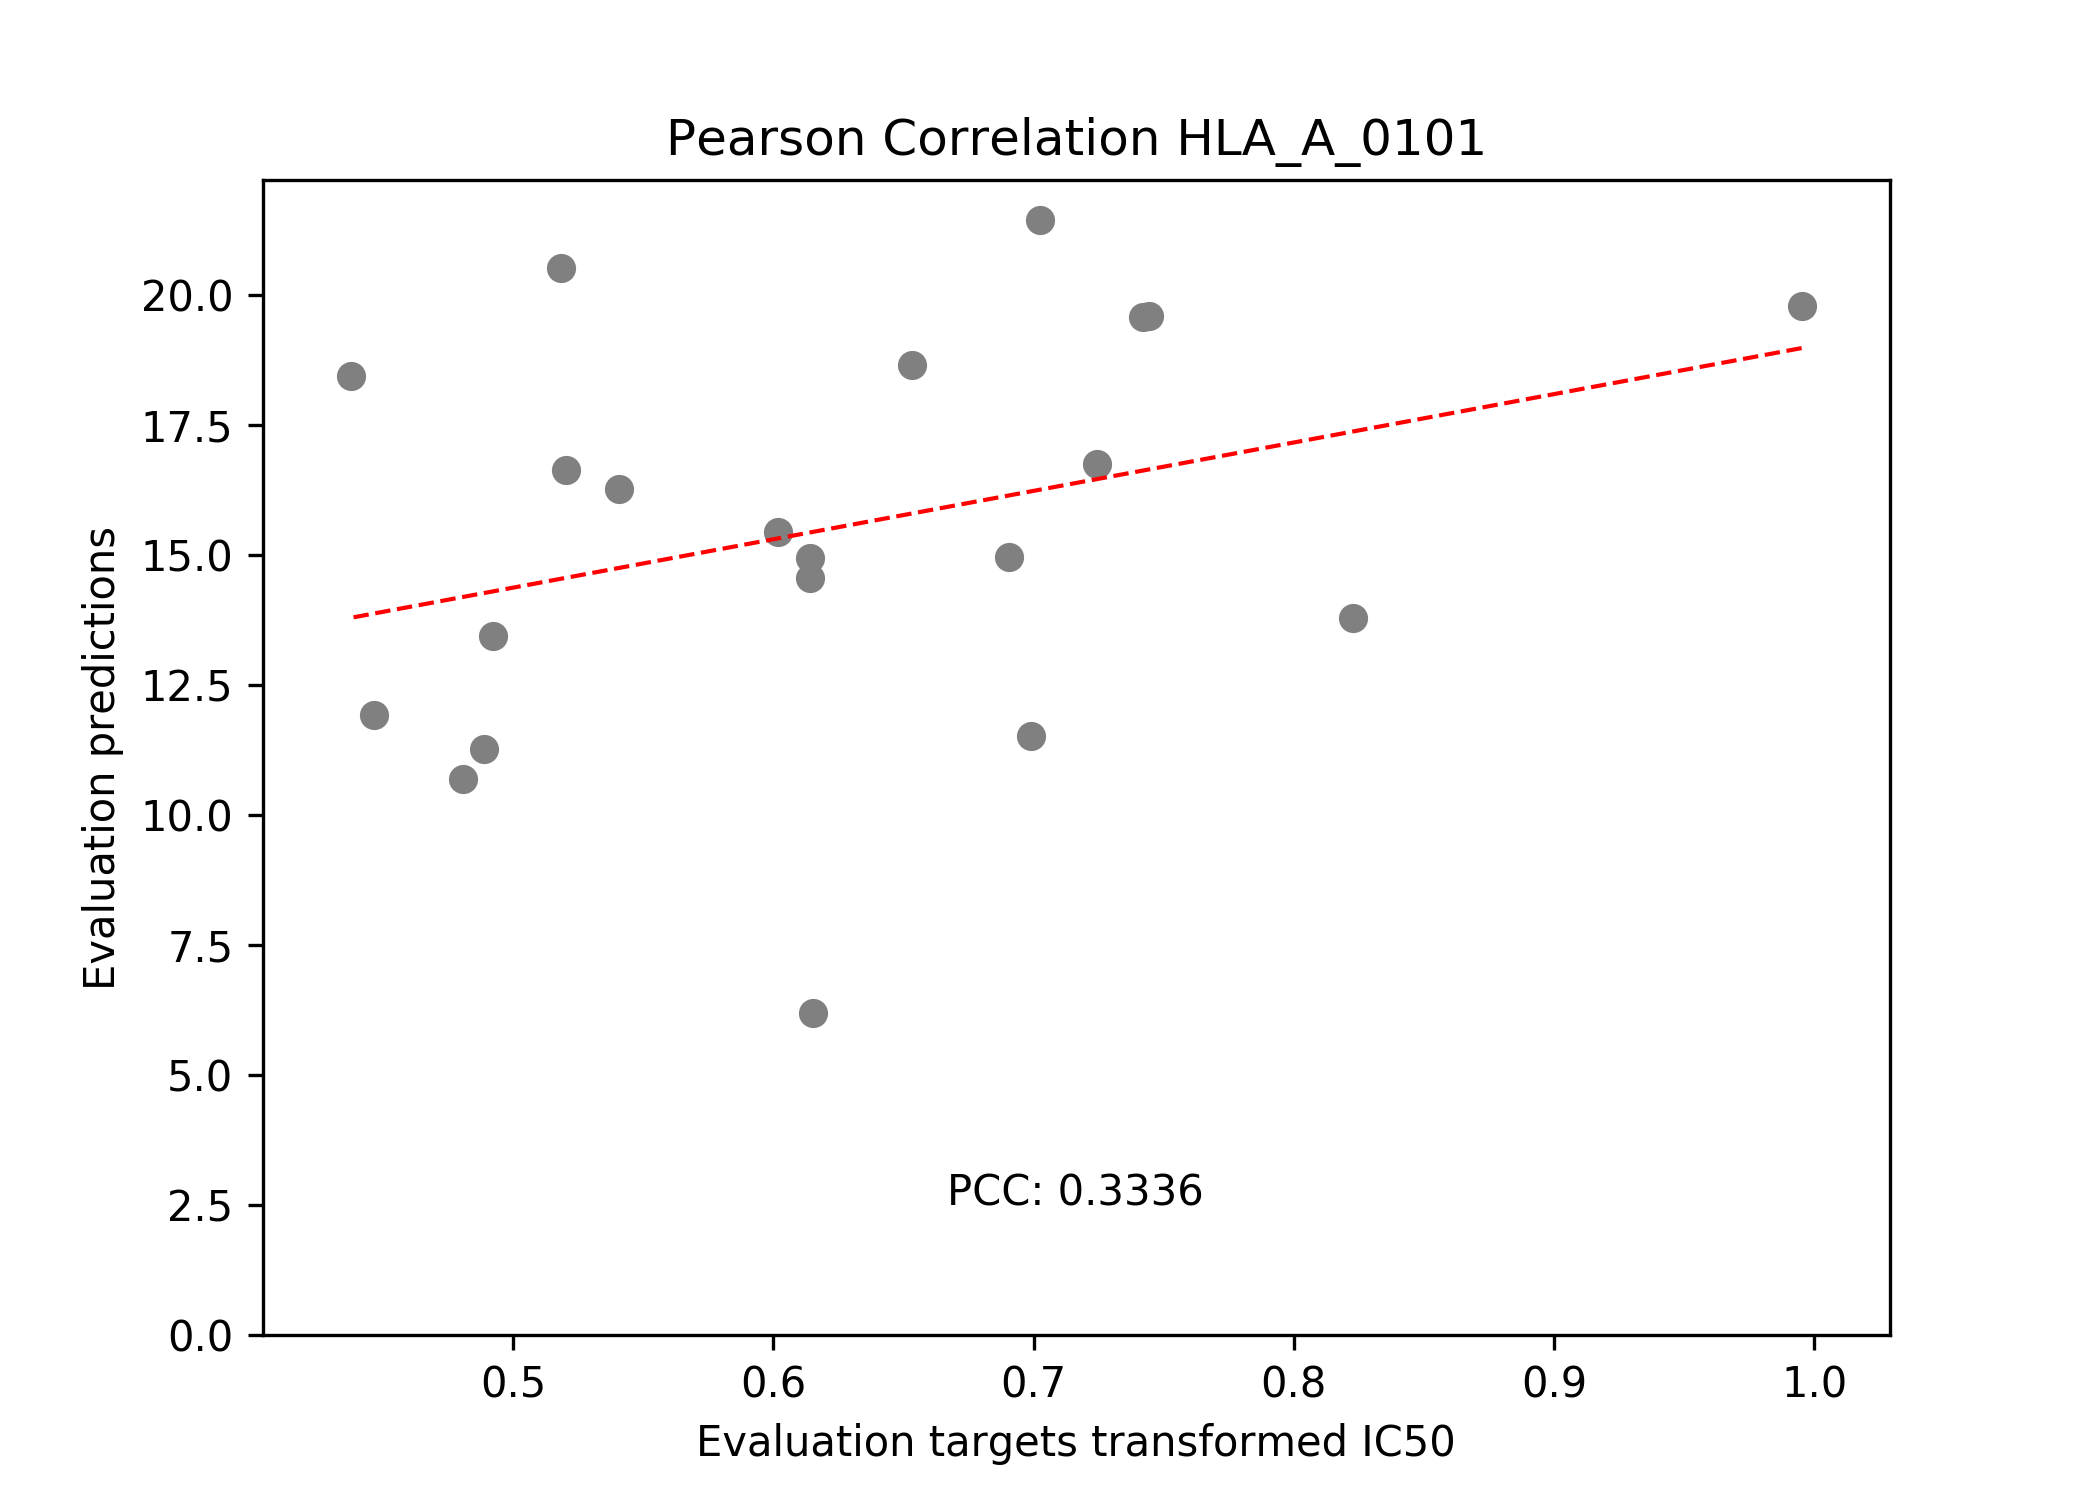 Pearson Correlation HLA_A_0101
Evaluation predictions
20.0
17.5
15.0
12.5
10.0
7.5
5.0
2.5
0.0
PCC: 0.3336
0.5 0.6 0.7 0.8 0.9 1.0
Evaluation targets transformed IC50